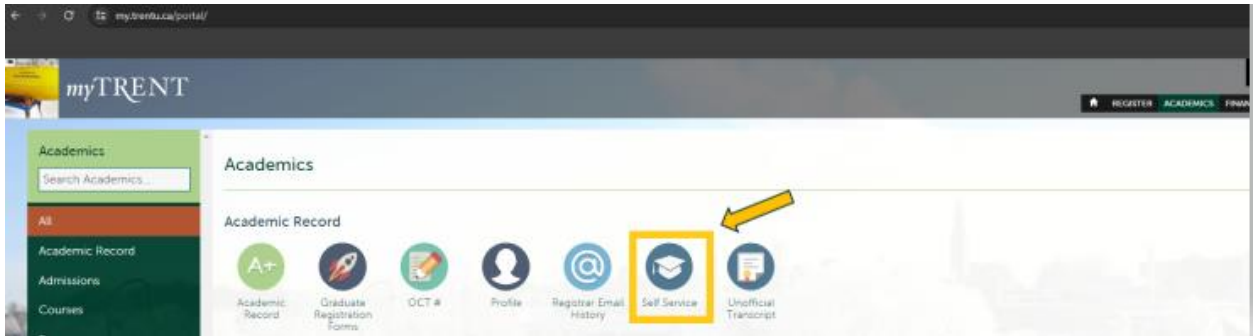 my.trentu.ca/portal/
myTRENT
REGISTER ACADEMICS
Academics
Search Academics...
All
Academic Record
Admissions
Courses
Academics
Academic Record
A+
Academic Record
Graduate Registration Forms
OCT #
Profile
Registrar Email History
Self Service
Unofficial Transcript